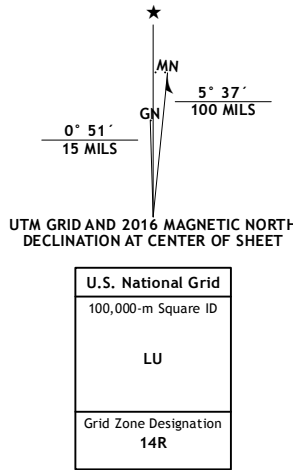 ★
MN
GN
5° 37´
100 MILS
0° 51´
15 MILS
UTM GRID AND 2016 MAGNETIC NORTH
DECLINATION AT CENTER OF SHEET
U.S. National Grid
100,000-m Square ID
LU
Grid Zone Designation
14R